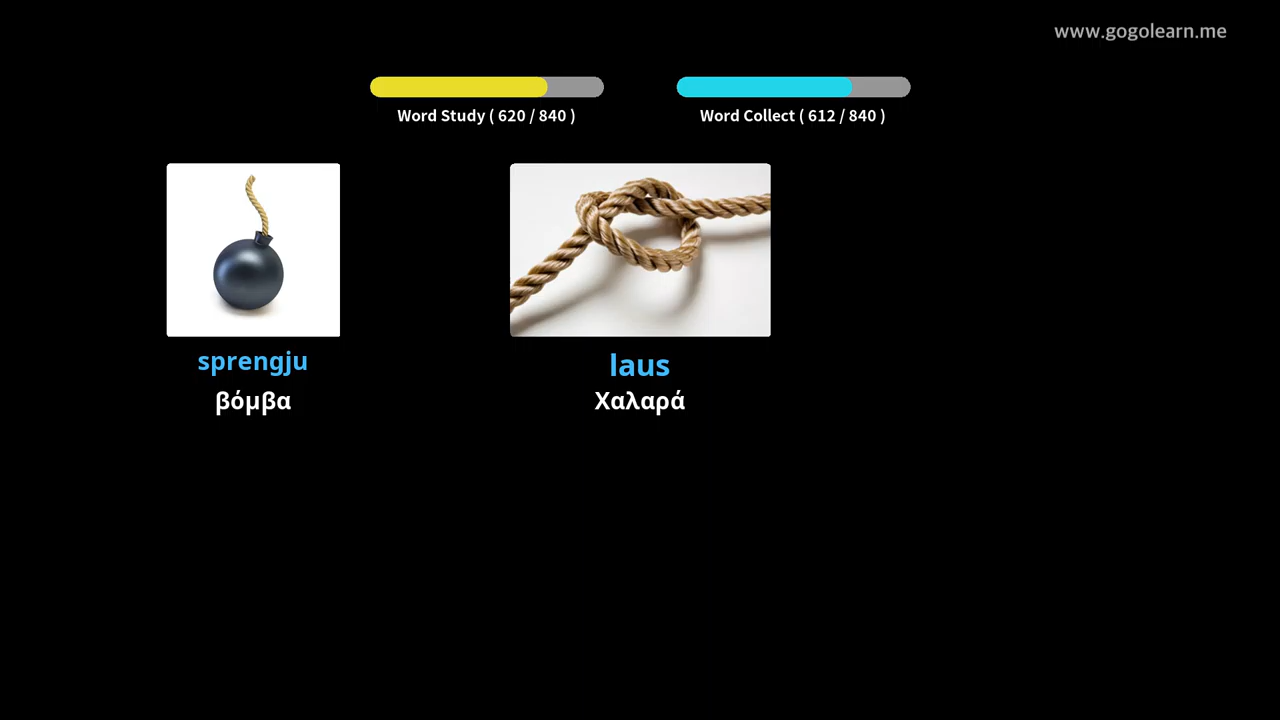 www.gogolearn.me
Word Study ( 620 / 840 )
Word Collect ( 612 / 840 )
sprengju
βόμβα
laus
Χαλαρά